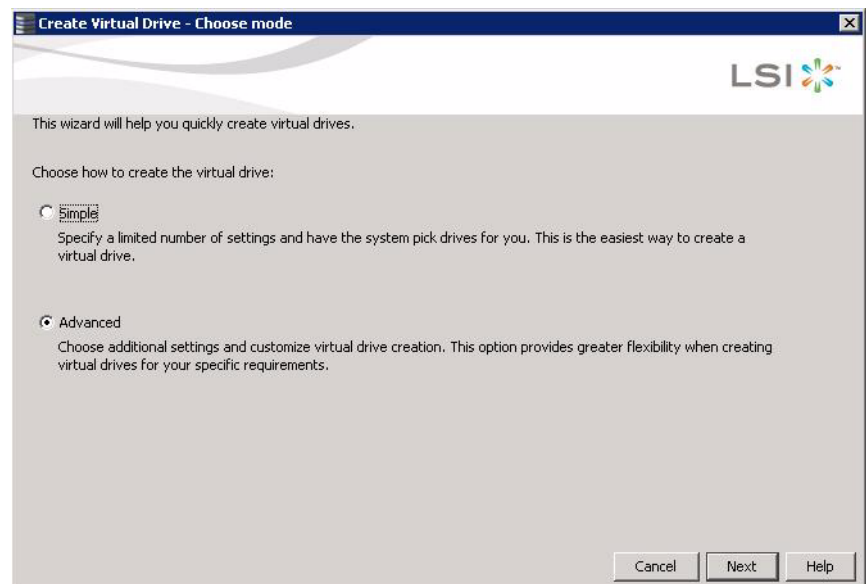 Create Virtual Drive - Choose mode
LSI
This wizard will help you quickly create virtual drives.
Choose how to create the virtual drive:
Simple
Specify a limited number of settings and have the system pick drives for you. This is the easiest way to create a
virtual drive.
Advanced
Choose additional settings and customize virtual drive creation. This option provides greater flexibility when creating
virtual drives for your specific requirements.
Cancel Next Help